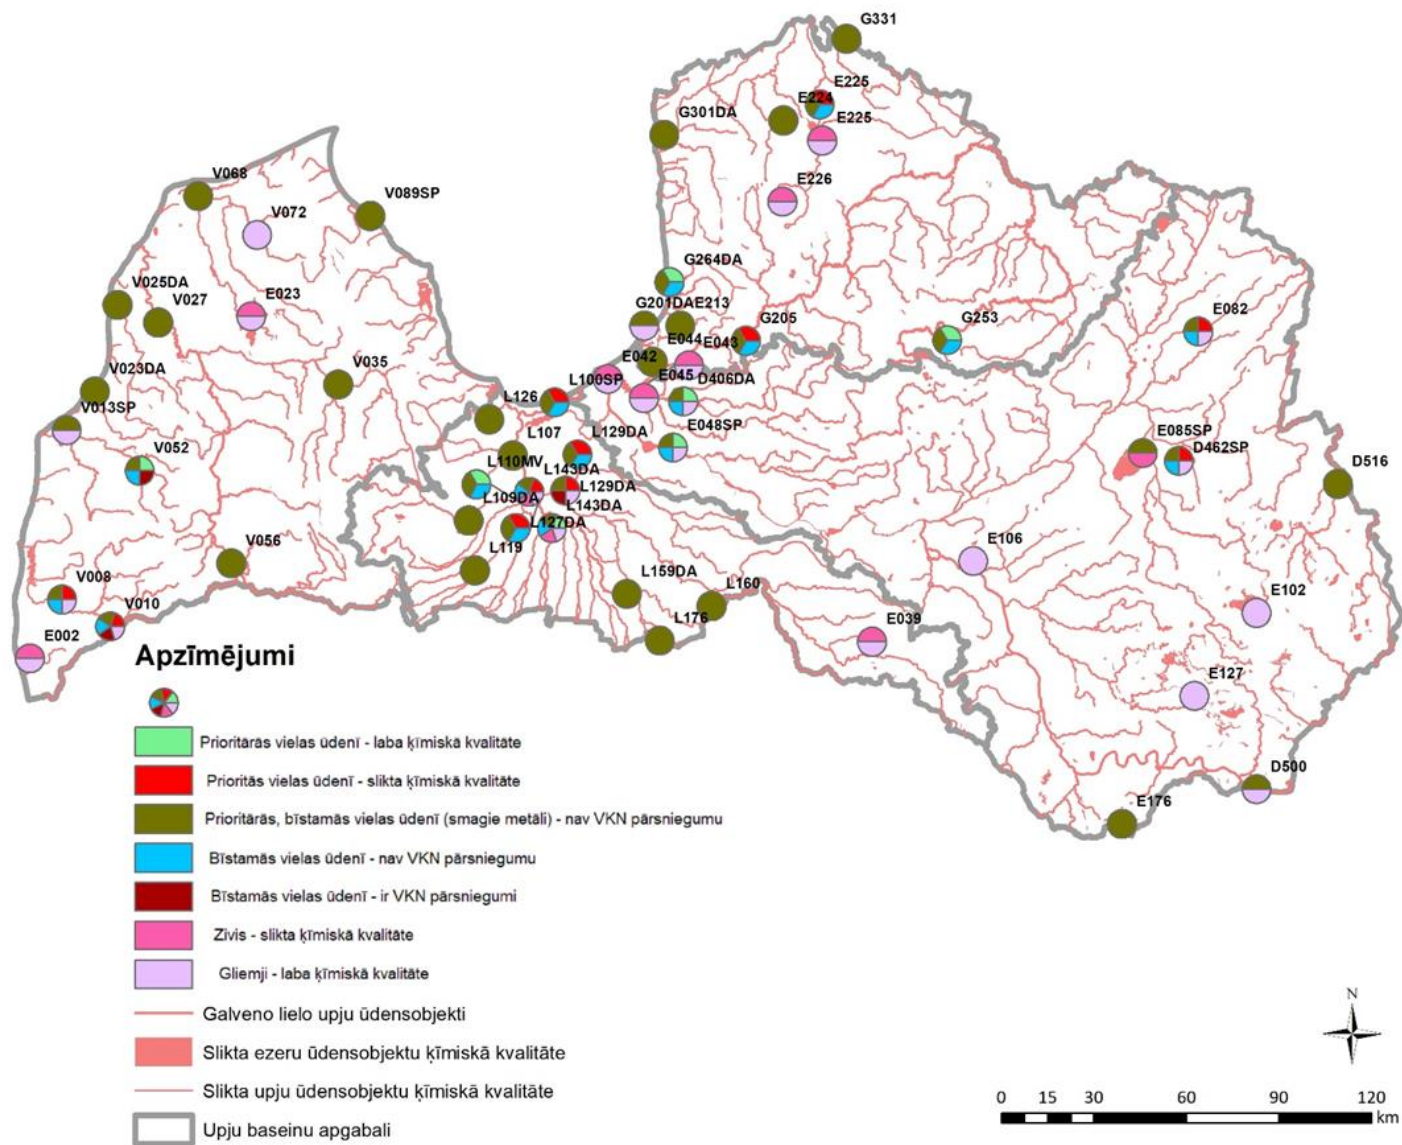 G331
E225
E224
E225
G301DA
E226
V068
V089SP
V072
G264DA
V025DA
V027
E023
G201DAE213
G205
G253
E082
E044
E043
V023DA
V035
E042
E045
D406DA
L100SP
V013SP
L126
E048SP
E085SP
V052
L107
L129DA
D462SP
L110MV
L143DA
D516
L109DA
L129DA
L143DA
L127DA
V056
L119
E106
L159DA
L160
V008
V010
L176
E102
E002
E039
E127
D500
E176
Apzīmējumi
Prioritārās vielas ūdenī - laba ķīmiskā kvalitāte
Prioritās vielas ūdenī - slikta ķīmiskā kvalitāte
Prioritārās, bīstamās vielas ūdenī (smagie metāli) - nav VKN pārsniegumu
Bīstamās vielas ūdenī - nav VKN pārsniegumu
Bīstamās vielas ūdenī - ir VKN pārsniegumi
Zivis - slikta ķīmiskā kvalitāte
Gliemji - laba ķīmiskā kvalitāte
Galveno lielo upju ūdensobjekti
Slikta ezeru ūdensobjektu ķīmiskā kvalitāte
Slikta upju ūdensobjektu ķīmiskā kvalitāte
Upju baseinu apgabali
N
0 15 30 60 90 120
km